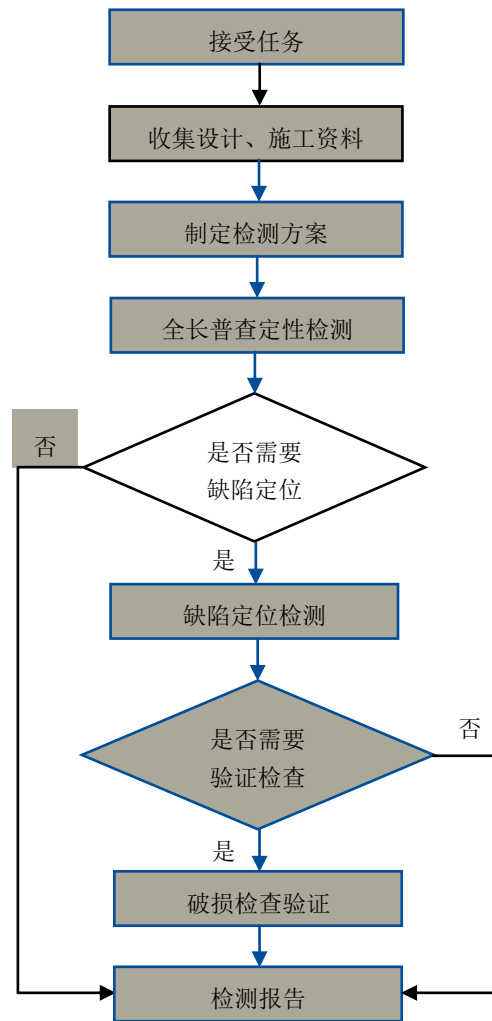 接受任务
收集设计、施工资料
制定检测方案
全长普查定性检测
否
是否需要
缺陷定位
是
缺陷定位检测
否
是否需要
验证检查
是
破损检查验证
检测报告